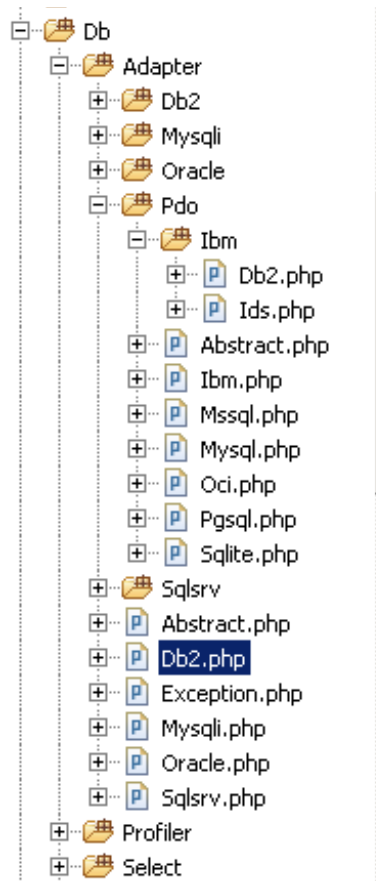 Db
Adapter
Db2
Mysqli
Oracle
Pdo
Ibm
Db2.php
Ids.php
Abstract.php
Ibm.php
Mssql.php
Mysql.php
Oci.php
Pgsql.php
Sqlite.php
Sqlsrv
Abstract.php
Db2.php
Exception.php
Mysqli.php
Oracle.php
Sqlsrv.php
Profiler
Select